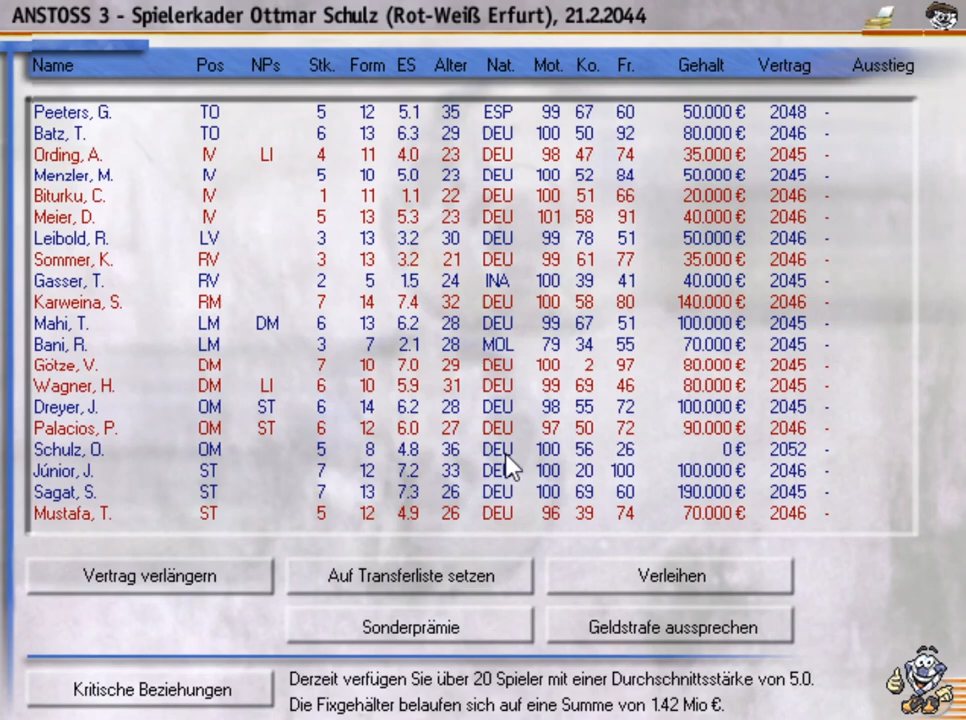 ANSTOSS 3 - Spielerkader Ottmar Schulz (Rot-Weiß Erfurt), 21.2.2044
Name Pos NPs Stk. Form ES Alter Nat. Mot. Ko. Fr. Gehalt Vertrag Ausstieg
Peeters, G. TO 5 12 5.1 35 ESP 99 67 60 50.000 € 2048 -
Batz, T. TO 6 13 6.3 29 DEU 100 50 92 80.000 € 2046 -
Ording, A. IV LI 4 11 4.0 23 DEU 98 47 74 35.000 € 2045 -
Menzler, M. IV 5 10 5.0 23 DEU 100 52 84 50.000 € 2045 -
Biturku, C. IV 1 11 1.1 22 DEU 100 51 66 20.000 € 2046 -
Meier, D. IV 5 13 5.3 23 DEU 101 58 91 40.000 € 2046 -
Leibold, R. LV 3 13 3.2 30 DEU 99 78 51 50.000 € 2046 -
Sommer, K. RV 3 13 3.2 21 DEU 99 61 77 35.000 € 2046 -
Gasser, T. RV 2 5 1.5 24 INA 100 39 41 40.000 € 2045 -
Karweina, S. RM 7 14 7.4 32 DEU 100 58 80 140.000 € 2046 -
Mahi, T. LM DM 6 13 6.2 28 DEU 99 67 51 100.000 € 2045 -
Bani, R. LM 3 7 2.1 28 MOL 79 34 55 70.000 € 2045 -
Götze, V. DM 7 10 7.0 29 DEU 100 2 97 80.000 € 2045 -
Wagner, H. DM LI 6 10 5.9 31 DEU 99 69 46 80.000 € 2045 -
Dreyer, J. OM ST 6 14 6.2 28 DEU 98 55 72 100.000 € 2045 -
Palacios, P. OM ST 6 12 6.0 27 DEU 97 50 72 90.000 € 2046 -
Schulz, O. OM 5 8 4.8 36 DEU 100 56 26 0 € 2052 -
Júnior, J. ST 7 12 7.2 33 DEU 100 20 100 100.000 € 2046 -
Sagat, S. ST 7 13 7.3 26 DEU 100 69 60 190.000 € 2045 -
Mustafa, T. ST 5 12 4.9 26 DEU 96 39 74 70.000 € 2046 -
Vertrag verlängern Auf Transferliste setzen Verleihen
Sonderprämie Geldstrafe aussprechen
Kritische Beziehungen
Derzeit verfügen Sie über 20 Spieler mit einer Durchschnittsstärke von 5.0.
Die Fixgehälter belaufen sich auf eine Summe von 1.42 Mio €.